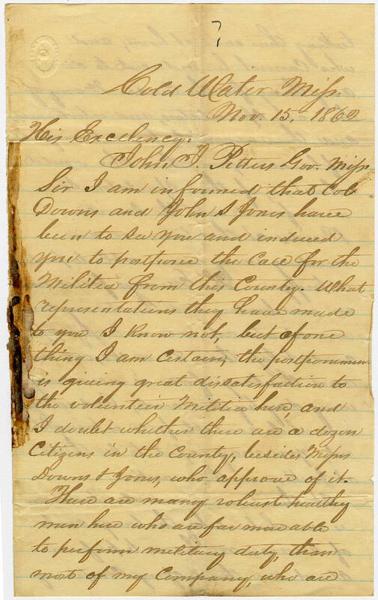 ?
Cold Water Miss.
Nov. 15. 1862
His Excelency.
John. J. Pettus Gov. Miss
Sir I am informed that Col
Downs and John S Jones have
been to see you and induced
you to postpone the Call for the
Militia from this County. What
representations they have made
to you I know not, but of one
thing I am certain, the postponement
is giving great dissatisfaction to
the volunteer Militia here, and
I doubt whether there are a dozen
Citizens in the County, besides Messrs
Downs & Jones, who approve of it.
There are many robust healthy
men here who are far more able
to perform military duty, than
most of my Company, who are